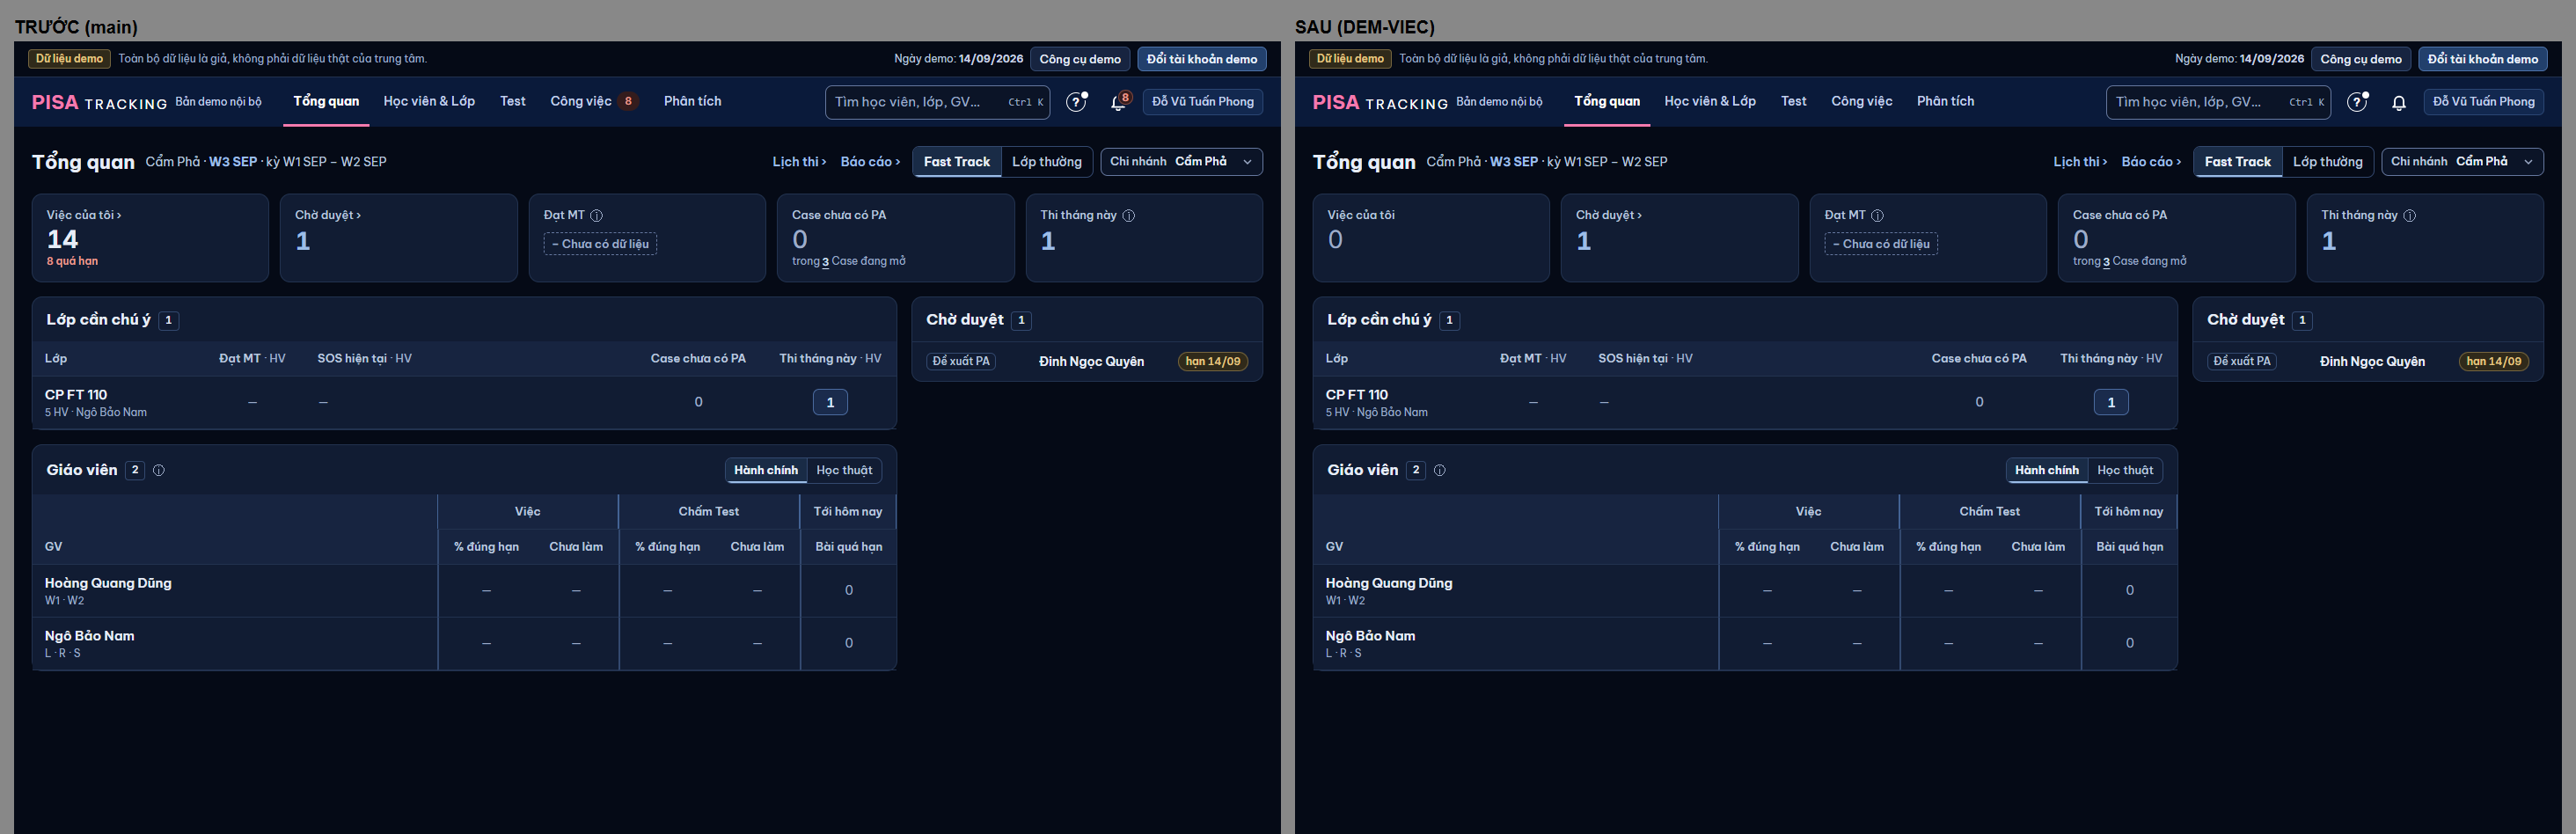 TRƯỚC (main)
Dữ liệu demo Toàn bộ dữ liệu là giả, không phải dữ liệu thật của trung tâm. Ngày demo: 14/09/2026 Công cụ demo Đổi tài khoản demo
PISA TRACKING Bản demo nội bộ Tổng quan Học viên & Lớp Test Công việc 8 Phân tích Tìm học viên, lớp, GV... Ctrl K ? 8 Đỗ Vũ Tuấn Phong
Tổng quan Cẩm Phả · W3 SEP · kỳ W1 SEP – W2 SEP Lịch thi › Báo cáo › Fast Track Lớp thường Chi nhánh Cẩm Phả
Việc của tôi › Chờ duyệt › Đạt MT Case chưa có PA Thi tháng này
14 1 – Chưa có dữ liệu 0 1
8 quá hạn trong 3 Case đang mở
Lớp cần chú ý 1
Lớp Đạt MT · HV SOS hiện tại · HV Case chưa có PA Thi tháng này · HV
CP FT 110 — — 0 1
5 HV · Ngô Bảo Nam
Chờ duyệt 1
Đề xuất PA Đinh Ngọc Quyên hạn 14/09
Giáo viên 2 Hành chính Học thuật
Việc Chấm Test Tới hôm nay
GV % đúng hạn Chưa làm % đúng hạn Chưa làm Bài quá hạn
Hoàng Quang Dũng — — — — 0
W1 · W2
Ngô Bảo Nam — — — — 0
L · R · S
SAU (DEM-VIEC)
Dữ liệu demo Toàn bộ dữ liệu là giả, không phải dữ liệu thật của trung tâm. Ngày demo: 14/09/2026 Công cụ demo Đổi tài khoản demo
PISA TRACKING Bản demo nội bộ Tổng quan Học viên & Lớp Test Công việc Phân tích Tìm học viên, lớp, GV... Ctrl K ? Đỗ Vũ Tuấn Phong
Tổng quan Cẩm Phả · W3 SEP · kỳ W1 SEP – W2 SEP Lịch thi › Báo cáo › Fast Track Lớp thường Chi nhánh Cẩm Phả
Việc của tôi Chờ duyệt › Đạt MT Case chưa có PA Thi tháng này
0 1 – Chưa có dữ liệu 0 1
trong 3 Case đang mở
Lớp cần chú ý 1
Lớp Đạt MT · HV SOS hiện tại · HV Case chưa có PA Thi tháng này · HV
CP FT 110 — — 0 1
5 HV · Ngô Bảo Nam
Chờ duyệt 1
Đề xuất PA Đinh Ngọc Quyên hạn 14/09
Giáo viên 2 Hành chính Học thuật
Việc Chấm Test Tới hôm nay
GV % đúng hạn Chưa làm % đúng hạn Chưa làm Bài quá hạn
Hoàng Quang Dũng — — — — 0
W1 · W2
Ngô Bảo Nam — — — — 0
L · R · S